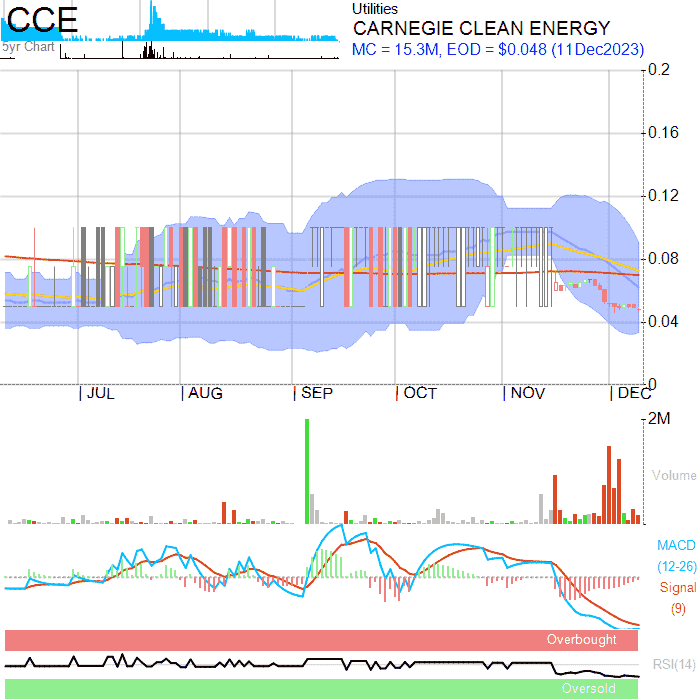 CCE
5yr Chart
Utilities
CARNEGIE CLEAN ENERGY
MC = 15.3M, EOD = $0.048 (11Dec2023)
0.2
0.16
0.12
0.08
0.04
0
JUL
AUG
SEP
OCT
NOV
DEC
2M
Volume
MACD
(12-26)
Signal
(9)
Overbought
RSI(14)
Oversold